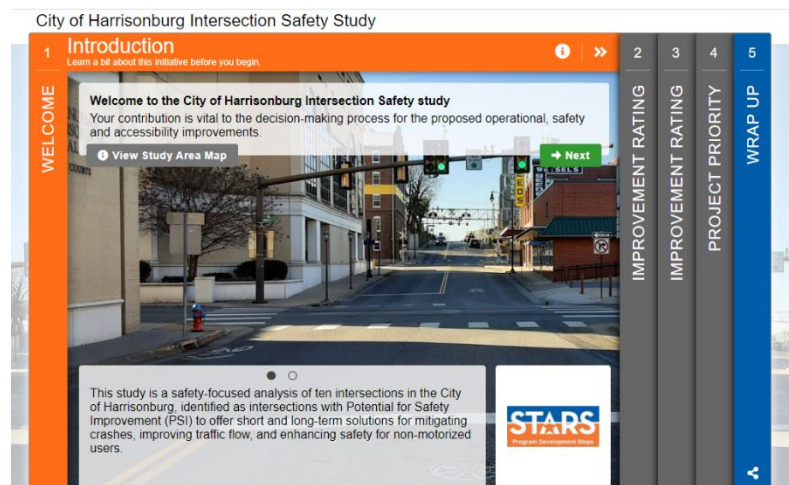 City of Harrisonburg Intersection Safety Study
1
Introduction
Learn a bit about this initiative before you begin.
2
3
4
5
WELCOME
Welcome to the City of Harrisonburg Intersection Safety study
Your contribution is vital to the decision-making process for the proposed operational, safety
and accessibility improvements.
View Study Area Map
Next
COURTS
IMPROVEMENT RATING
IMPROVEMENT RATING
PROJECT PRIORITY
WRAP UP
This study is a safety-focused analysis of ten intersections in the City
of Harrisonburg, identified as intersections with Potential for Safety
Improvement (PSI) to offer short and long-term solutions for mitigating
crashes, improving traffic flow, and enhancing safety for non-motorized
users.
STARS
Program Development Steps